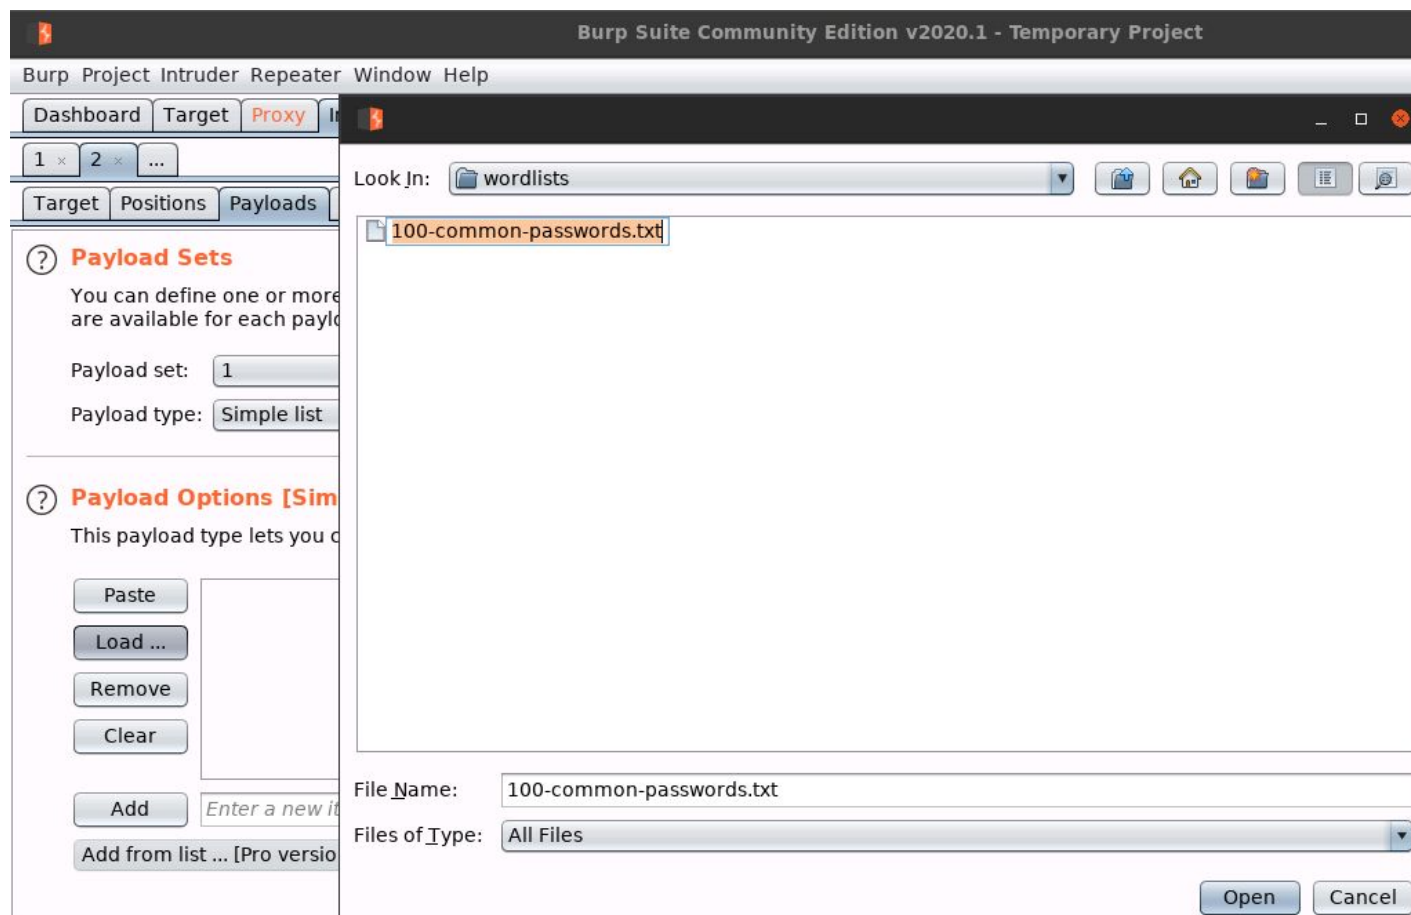 Burp Suite Community Edition v2020.1 - Temporary Project
Burp Project Intruder Repeater Window Help
Dashboard Target Proxy
1 × 2 × ...
Target Positions Payloads
? Payload Sets
You can define one or more
are available for each
Payload set: 1
Payload type: Simple list
? Payload Options
This payload type lets you
Paste
Load ...
Remove
Clear
Add Enter a new
Add from list ... [Pro
Look In: wordlists
100-common-passwords.txt
File Name: 100-common-passwords.txt
Files of Type: All Files
Open Cancel